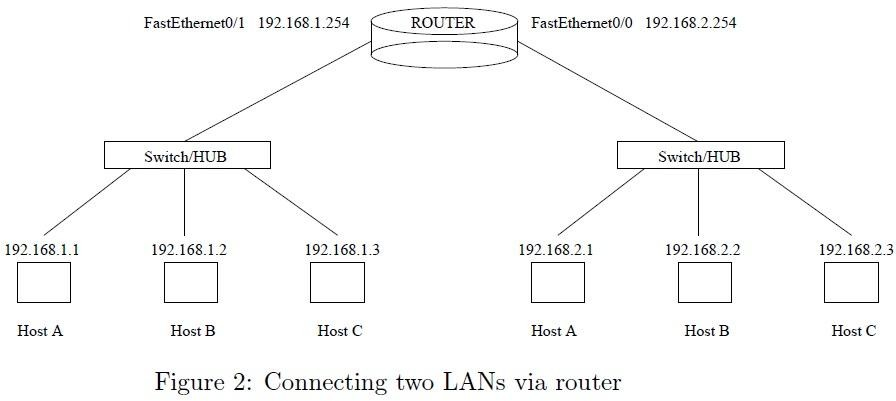 FastEthernet0/1 192.168.1.254 ROUTER FastEthernet0/0 192.168.2.254
Switch/HUB Switch/HUB
192.168.1.1 192.168.1.2 192.168.1.3 192.168.2.1 192.168.2.2 192.168.2.3
Host A Host B Host C Host A Host B Host C
Figure 2: Connecting two LANs via router